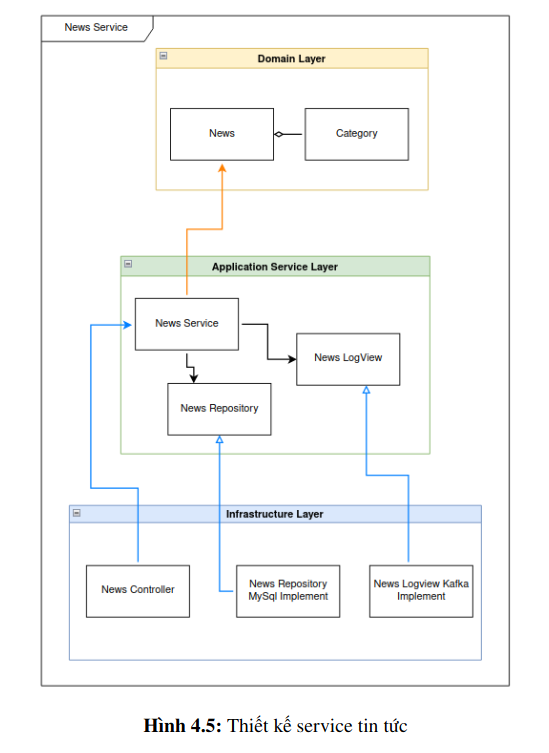 News Service
Domain Layer
News
Category
Application Service Layer
News Service
News LogView
News Repository
Infrastructure Layer
News Controller
News Repository
MySql Implement
News Logview Kafka
Implement
Hình 4.5: Thiết kế service tin tức